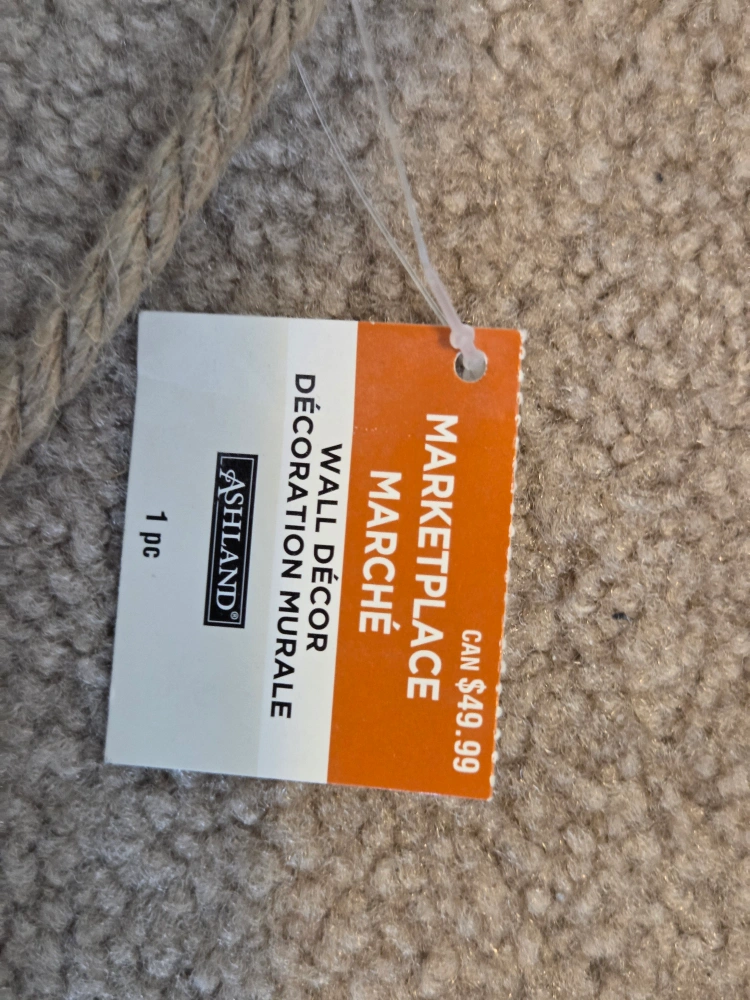 CAN $49.99
MARKETPLACE
MARCHÉ
WALL DÉCOR
DÉCORATION MURALE
ASHLAND®
1 pc